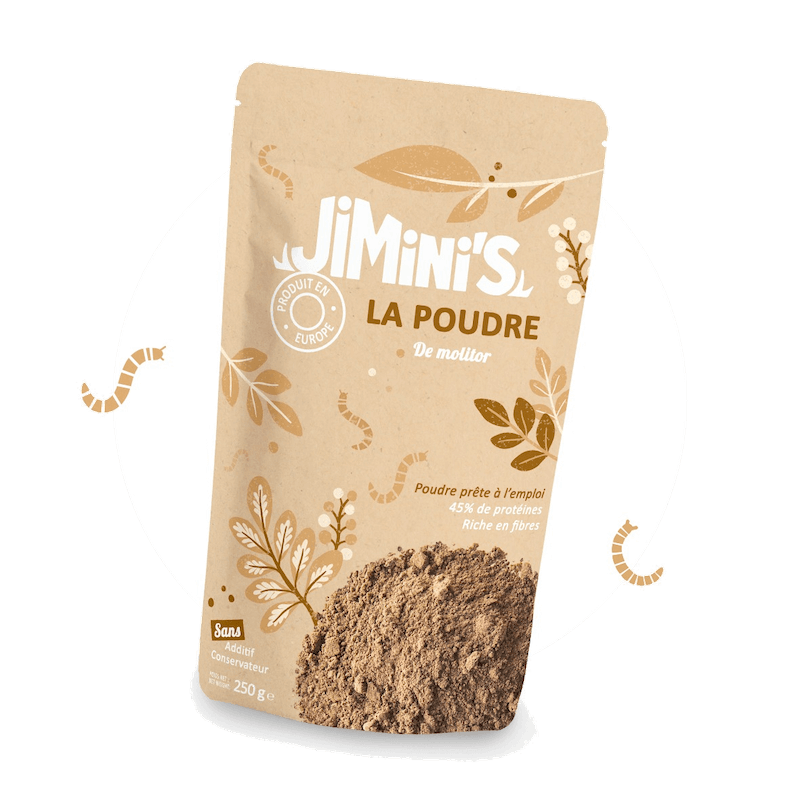 JiMiNi'S
PRODUIT EN
EUROPE
LA POUDRE
De molitor
Poudre prête à l'emploi
45% de protéines
Riche en fibres
Sans
Additif
Conservateur
250 g e